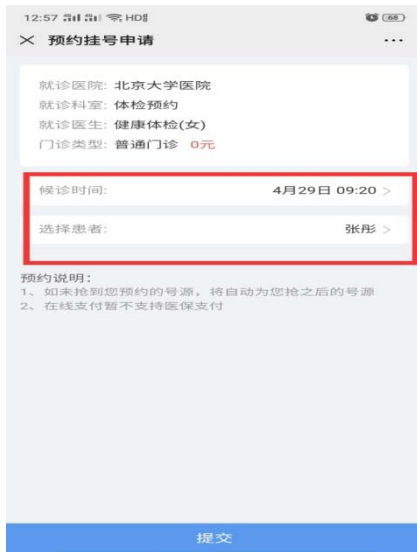 12:57 HD
68
× 预约挂号申请 ...
就诊医院: 北京大学医院
就诊科室: 体检预约
就诊医生: 健康体检(女)
门诊类型: 普通门诊 0元
候诊时间: 4月29日 09:20 >
选择患者: 张彤 >
预约说明：
1、如未抢到您预约的号源，将自动为您抢之后的号源
2、在线支付暂不支持医保支付
提交